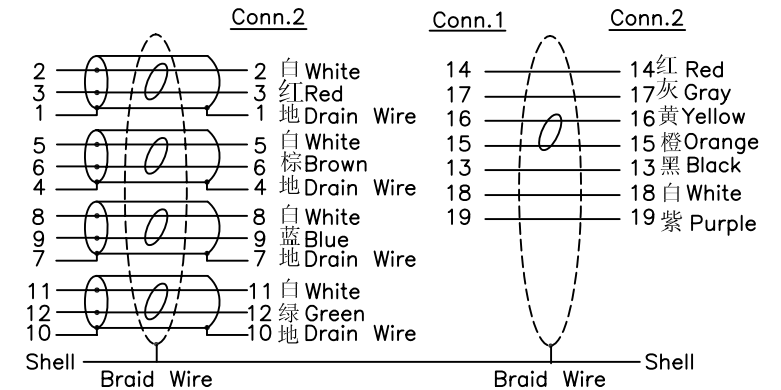 Conn.2
2 2 白 White
3 3 红 Red
1 1 地 Drain Wire
5 5 白 White
6 6 棕 Brown
4 4 地 Drain Wire
8 8 白 White
9 9 蓝 Blue
7 7 地 Drain Wire
11 11 白 White
12 12 绿 Green
10 10 地 Drain Wire
Conn.1 Conn.2
14 14 红 Red
17 17 灰 Gray
16 16 黄 Yellow
15 15 橙 Orange
13 13 黑 Black
18 18 白 White
19 19 紫 Purple
Shell Shell
Braid Wire Braid Wire